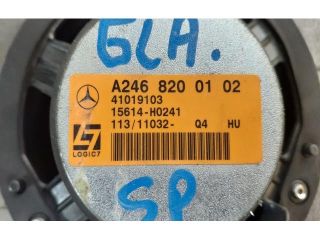 GLA.
A246 820 01 02
41019103
15614-H0241
113/11032- Q4 HU
LOGIC7
SP